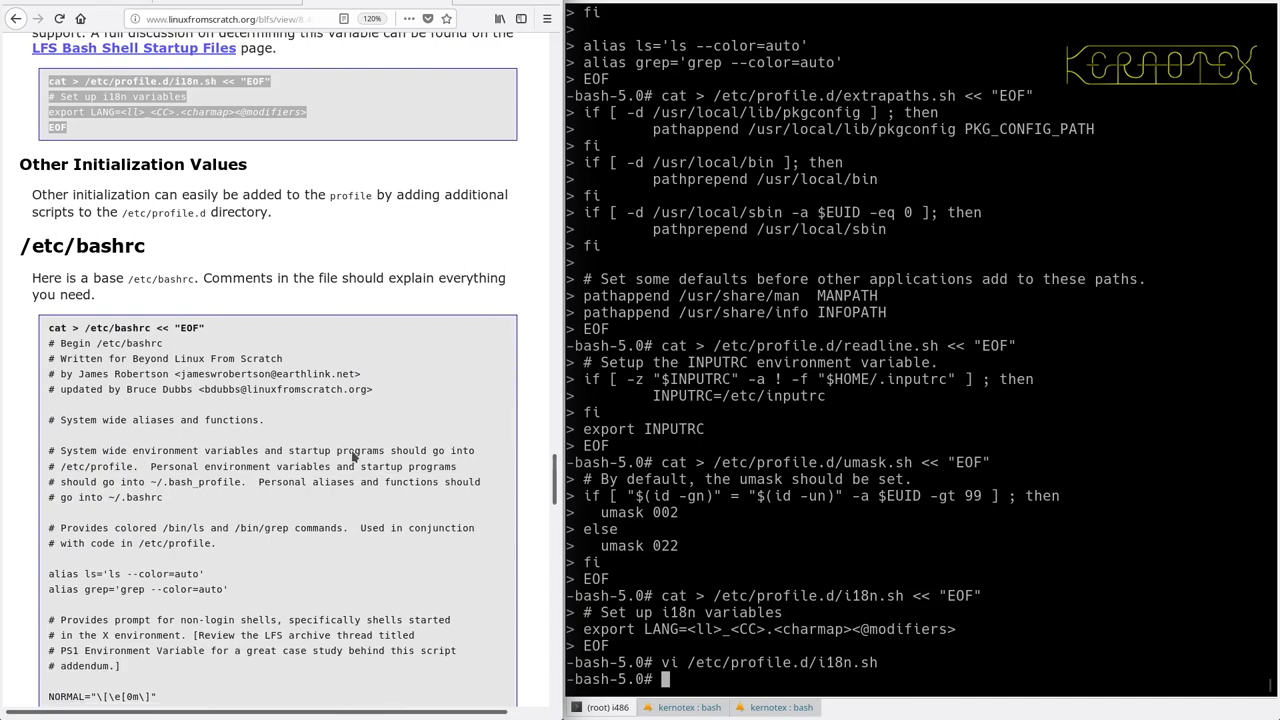 www.linuxfromscratch.org/blfs/view/8.4
120%
support. A full discussion on determining this variable can be found on the
LFS Bash Shell Startup Files page.
cat > /etc/profile.d/i18n.sh << "EOF"
# Set up i18n variables
export LANG=<ll>_<CC>.<charmap><@modifiers>
EOF
Other Initialization Values
Other initialization can easily be added to the profile by adding additional
scripts to the /etc/profile.d directory.
/etc/bashrc
Here is a base /etc/bashrc. Comments in the file should explain everything
you need.
cat > /etc/bashrc << "EOF"
# Begin /etc/bashrc
# Written for Beyond Linux From Scratch
# by James Robertson <jameswrobertson@earthlink.net>
# updated by Bruce Dubbs <bdubbs@linuxfromscratch.org>
# System wide aliases and functions.
# System wide environment variables and startup programs should go into
# /etc/profile.  Personal environment variables and startup programs
# should go into ~/.bash_profile.  Personal aliases and functions should
# go into ~/.bashrc
# Provides colored /bin/ls and /bin/grep commands.  Used in conjunction
# with code in /etc/profile.
alias ls='ls --color=auto'
alias grep='grep --color=auto'
# Provides prompt for non-login shells, specifically shells started
# in the X environment. [Review the LFS archive thread titled
# PS1 Environment Variable for a great case study behind this script
# addendum.]
NORMAL="\[\e[0m\]"
> fi
>
> alias ls='ls --color=auto'
> alias grep='grep --color=auto'
> EOF
-bash-5.0# cat > /etc/profile.d/extrapaths.sh << "EOF"
> if [ -d /usr/local/lib/pkgconfig ] ; then
>         pathappend /usr/local/lib/pkgconfig PKG_CONFIG_PATH
> fi
> if [ -d /usr/local/bin ]; then
>         pathprepend /usr/local/bin
> fi
> if [ -d /usr/local/sbin -a $EUID -eq 0 ]; then
>         pathprepend /usr/local/sbin
> fi
>
> # Set some defaults before other applications add to these paths.
> pathappend /usr/share/man  MANPATH
> pathappend /usr/share/info INFOPATH
> EOF
-bash-5.0# cat > /etc/profile.d/readline.sh << "EOF"
> # Setup the INPUTRC environment variable.
> if [ -z "$INPUTRC" -a ! -f "$HOME/.inputrc" ] ; then
>         INPUTRC=/etc/inputrc
> fi
> export INPUTRC
> EOF
-bash-5.0# cat > /etc/profile.d/umask.sh << "EOF"
> # By default, the umask should be set.
> if [ "$(id -gn)" = "$(id -un)" -a $EUID -gt 99 ] ; then
>   umask 002
> else
>   umask 022
> fi
> EOF
-bash-5.0# cat > /etc/profile.d/i18n.sh << "EOF"
> # Set up i18n variables
> export LANG=<ll>_<CC>.<charmap><@modifiers>
> EOF
-bash-5.0# vi /etc/profile.d/i18n.sh
-bash-5.0#
KERNOTEX
(root) i486
kernotex : bash
kernotex : bash